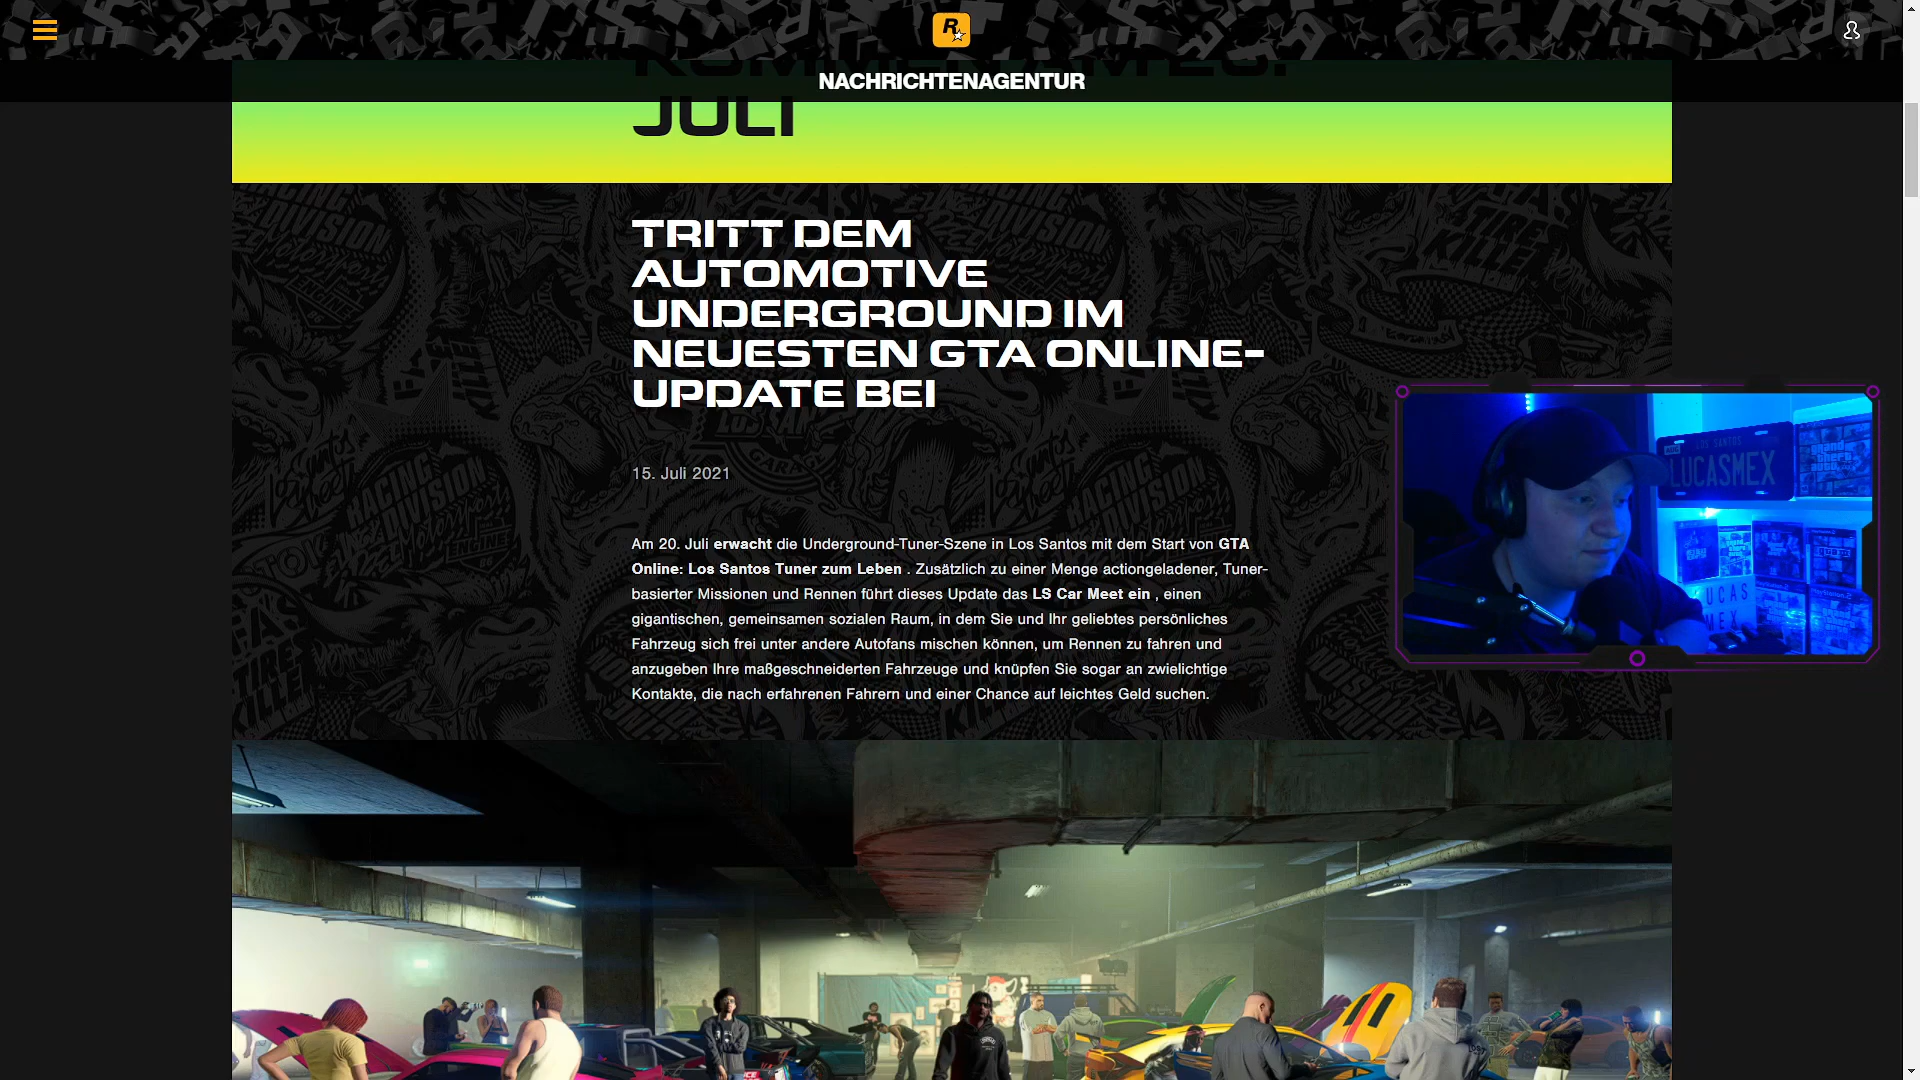 NACHRICHTENAGENTUR
JULI
TRITT DEM
AUTOMOTIVE
UNDERGROUND IM
NEUESTEN GTA ONLINE-
UPDATE BEI
15. Juli 2021
Am 20. Juli erwacht die Underground-Tuner-Szene in Los Santos mit dem Start von GTA
Online: Los Santos Tuner zum Leben . Zusätzlich zu einer Menge actiongeladener, Tuner-
basierter Missionen und Rennen führt dieses Update das LS Car Meet ein , einen
gigantischen, gemeinsamen sozialen Raum, in dem Sie und Ihr geliebtes persönliches
Fahrzeug sich frei unter andere Autofans mischen können, um Rennen zu fahren und
anzugeben Ihre maßgeschneiderten Fahrzeuge und knüpfen Sie sogar an zwielichtige
Kontakte, die nach erfahrenen Fahrern und einer Chance auf leichtes Geld suchen.
LOS SANTOS
LUCASMEX